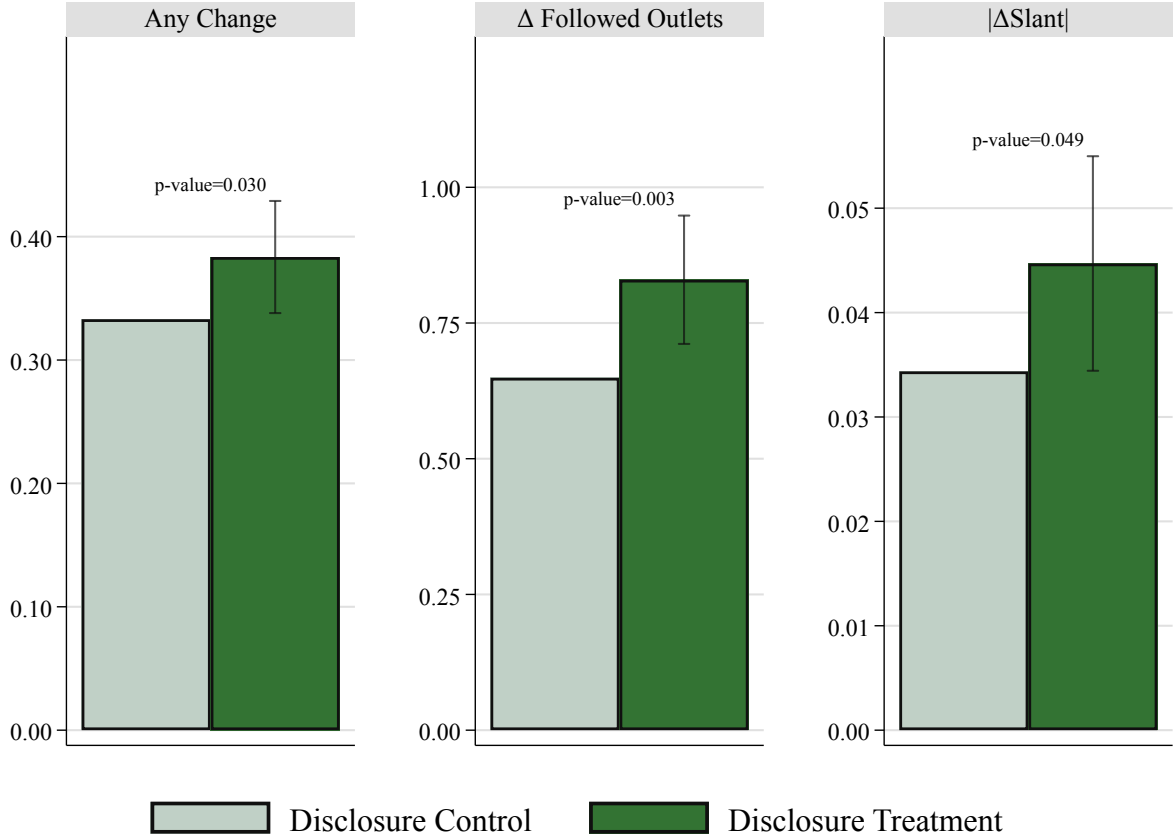 Any Change
Δ Followed Outlets
|ΔSlant|
p-value=0.030
p-value=0.003
p-value=0.049
0.40
0.30
0.20
0.10
0.00
1.00
0.75
0.50
0.25
0.00
0.05
0.04
0.03
0.02
0.01
0.00
Disclosure Control
Disclosure Treatment